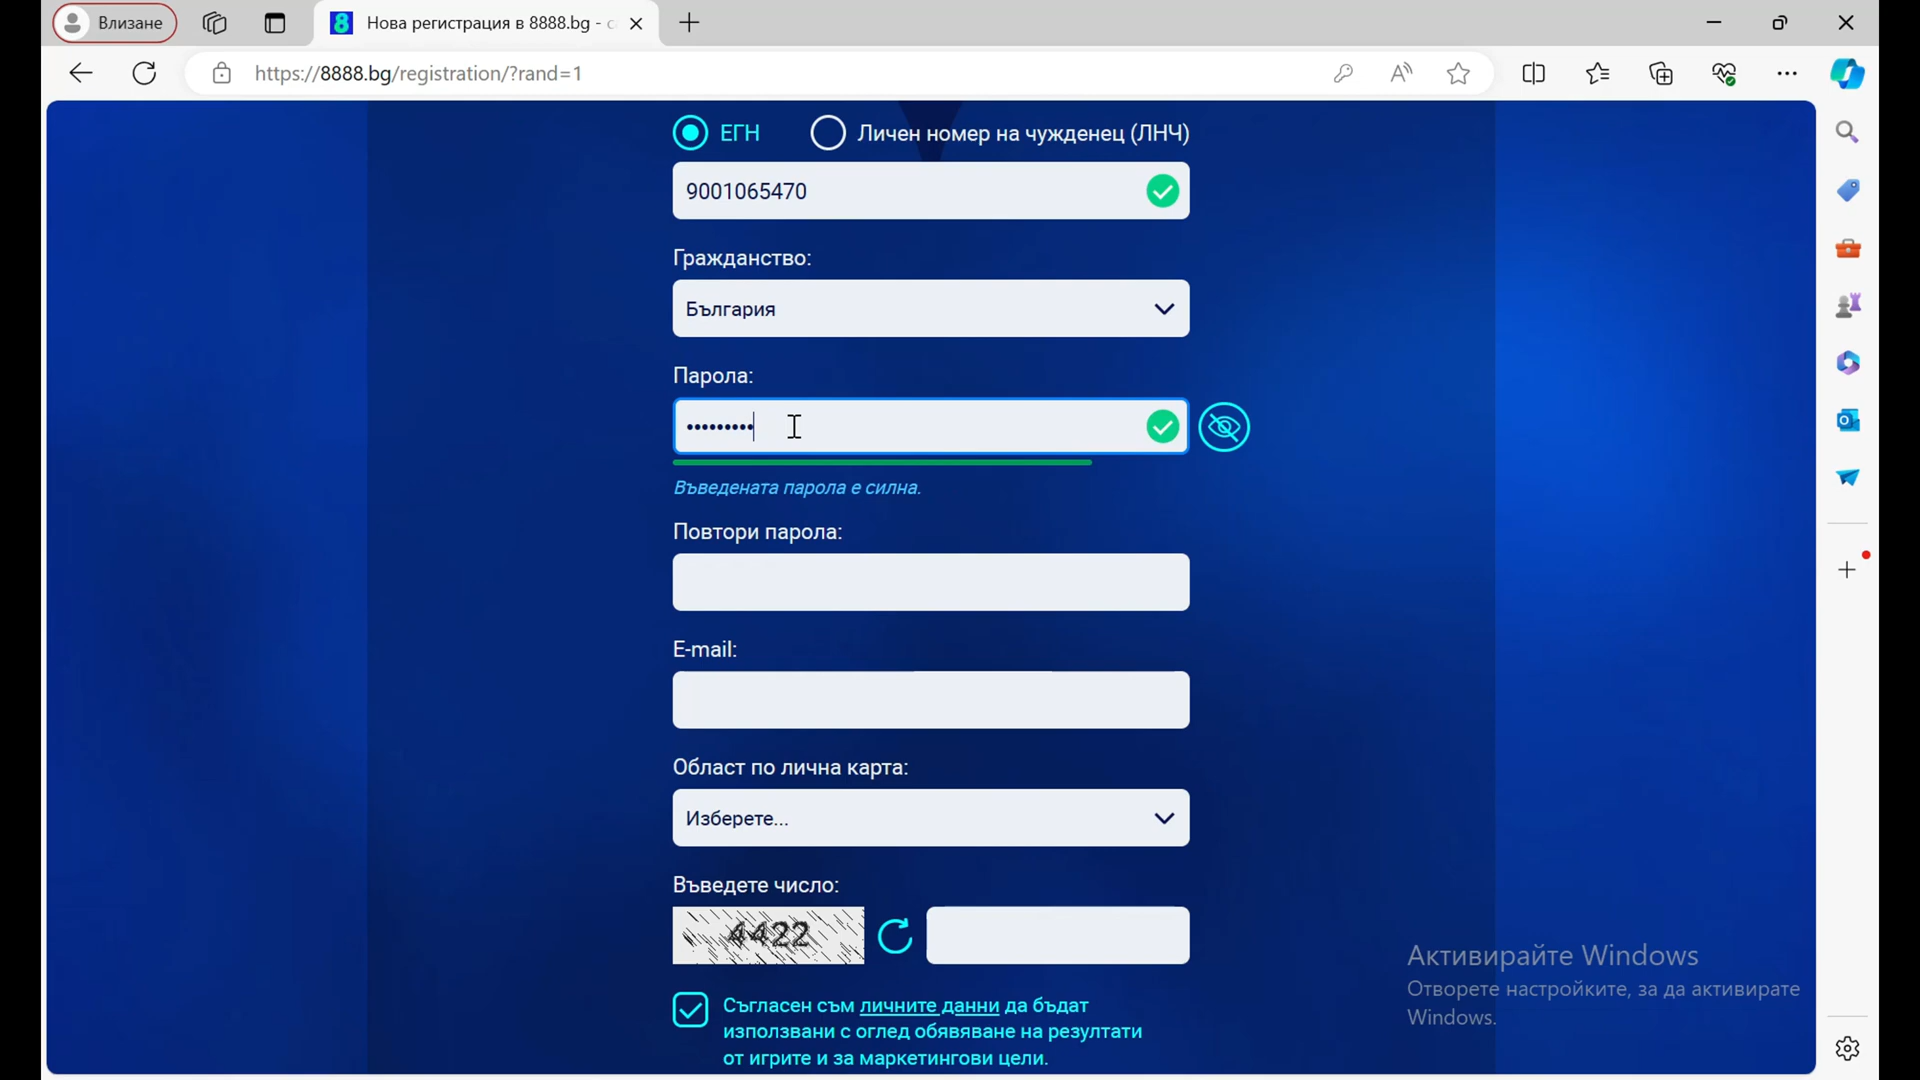 Влизане
Нова регистрация в 8888.bg -
https://8888.bg/registration/?rand=1
ЕГН
Личен номер на чужденец (ЛНЧ)
9001065470
Гражданство:
България
Парола:
•••••••••
Въведената парола е силна.
Повтори парола:
E-mail:
Област по лична карта:
Изберете...
Въведете число:
4422
Съгласен съм личните данни да бъдат
използвани с оглед обявяване на резултати
от игрите и за маркетингови цели.
Активирайте Windows
Отворете настройките, за да активирате
Windows.